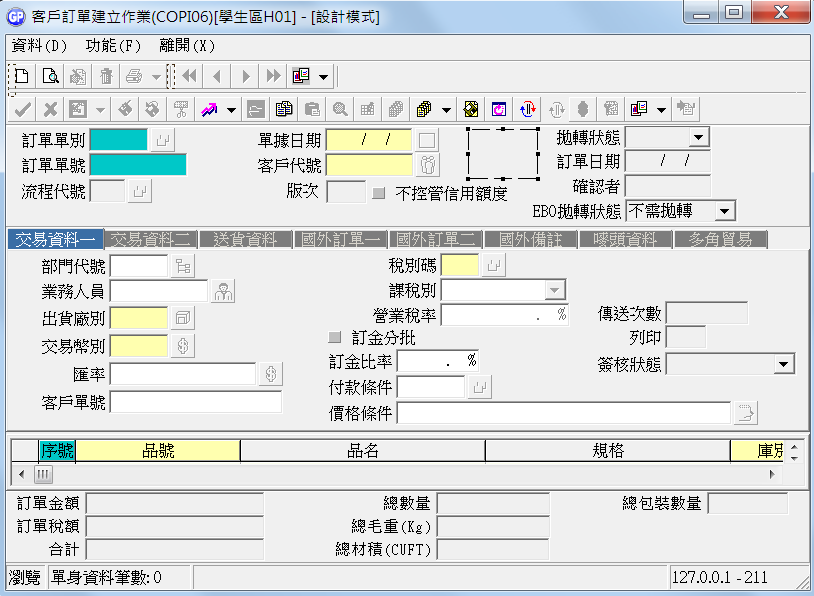 GP 客戶訂單建立作業(COPI06)[學生區H01] - [設計模式]
資料(D) 功能(F) 離開(X)
訂單單別 單據日期 / / 拋轉狀態
訂單單號 客戶代號 訂單日期 / /
流程代號 版次 不控管信用額度 確認者
EBO拋轉狀態 不需拋轉
交易資料一 交易資料二 送貨資料 國外訂單一 國外訂單二 國外備註 嘜頭資料 多角貿易
部門代號 稅別碼
業務人員 課稅別
出貨廠別 營業稅率 . % 傳送次數
交易幣別 訂金分批 列印
匯率 訂金比率 . % 簽核狀態
客戶單號 付款條件
價格條件
序號 品號 品名 規格 庫別
訂單金額 總數量 總包裝數量
訂單稅額 總毛重(Kg)
合計 總材積(CUFT)
瀏覽 單身資料筆數: 0 127.0.0.1 - 211